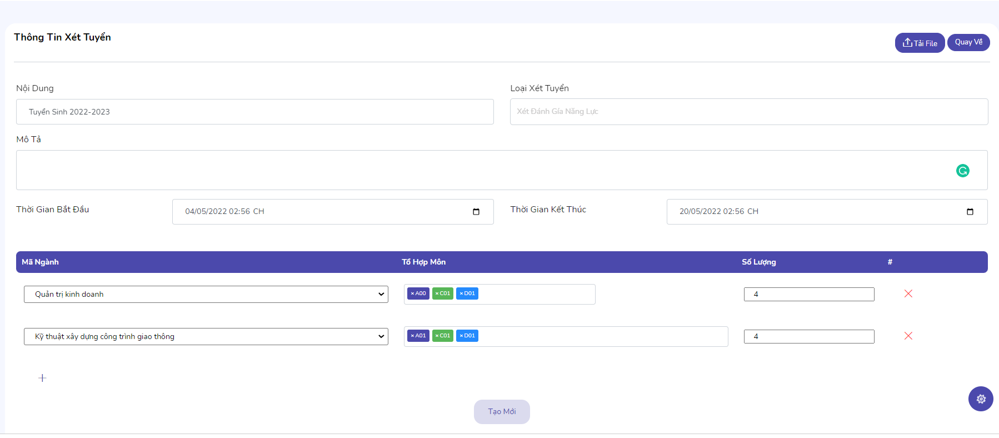 Thông Tin Xét Tuyển
Tải File Quay Về
Nội Dung Loại Xét Tuyển
Tuyển Sinh 2022-2023 Xét Đánh Gía Năng Lực
Mô Tả
Thời Gian Bắt Đầu 04/05/2022 02:56 CH Thời Gian Kết Thúc 20/05/2022 02:56 CH
Mã Ngành Tổ Hợp Môn Số Lượng #
Quản trị kinh doanh × A00 × C01 × D01 4
Kỹ thuật xây dựng công trình giao thông × A01 × C01 × D01 4
+
Tạo Mới